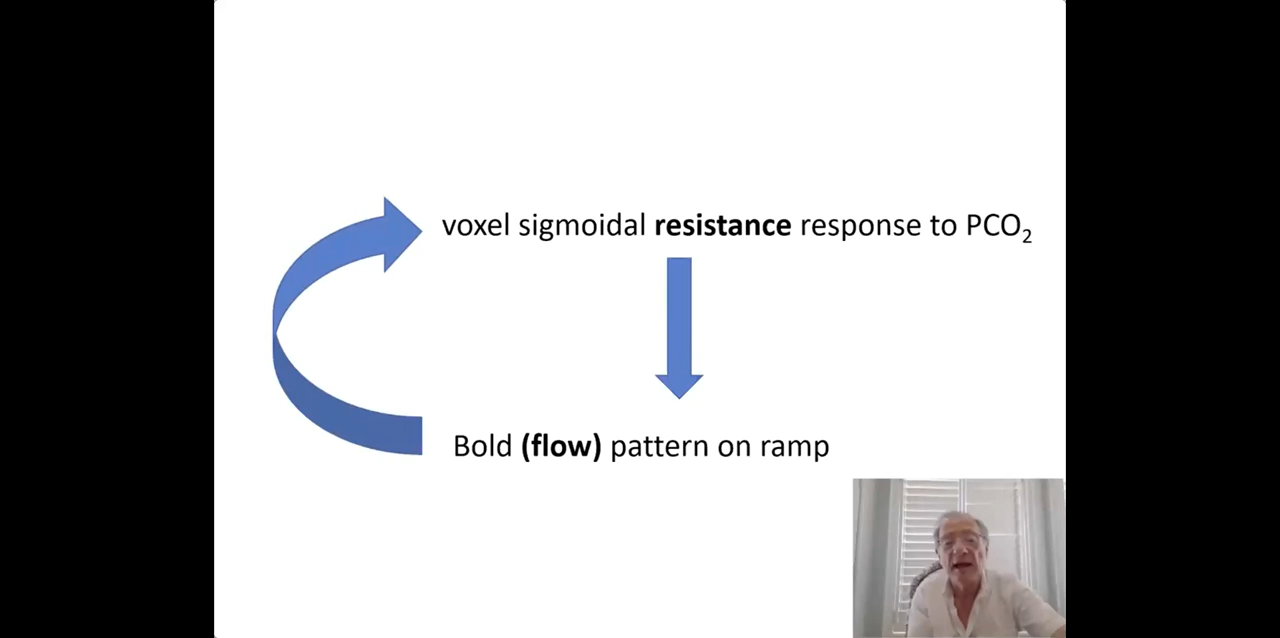 voxel sigmoidal resistance response to PCO₂
Bold (flow) pattern on ramp